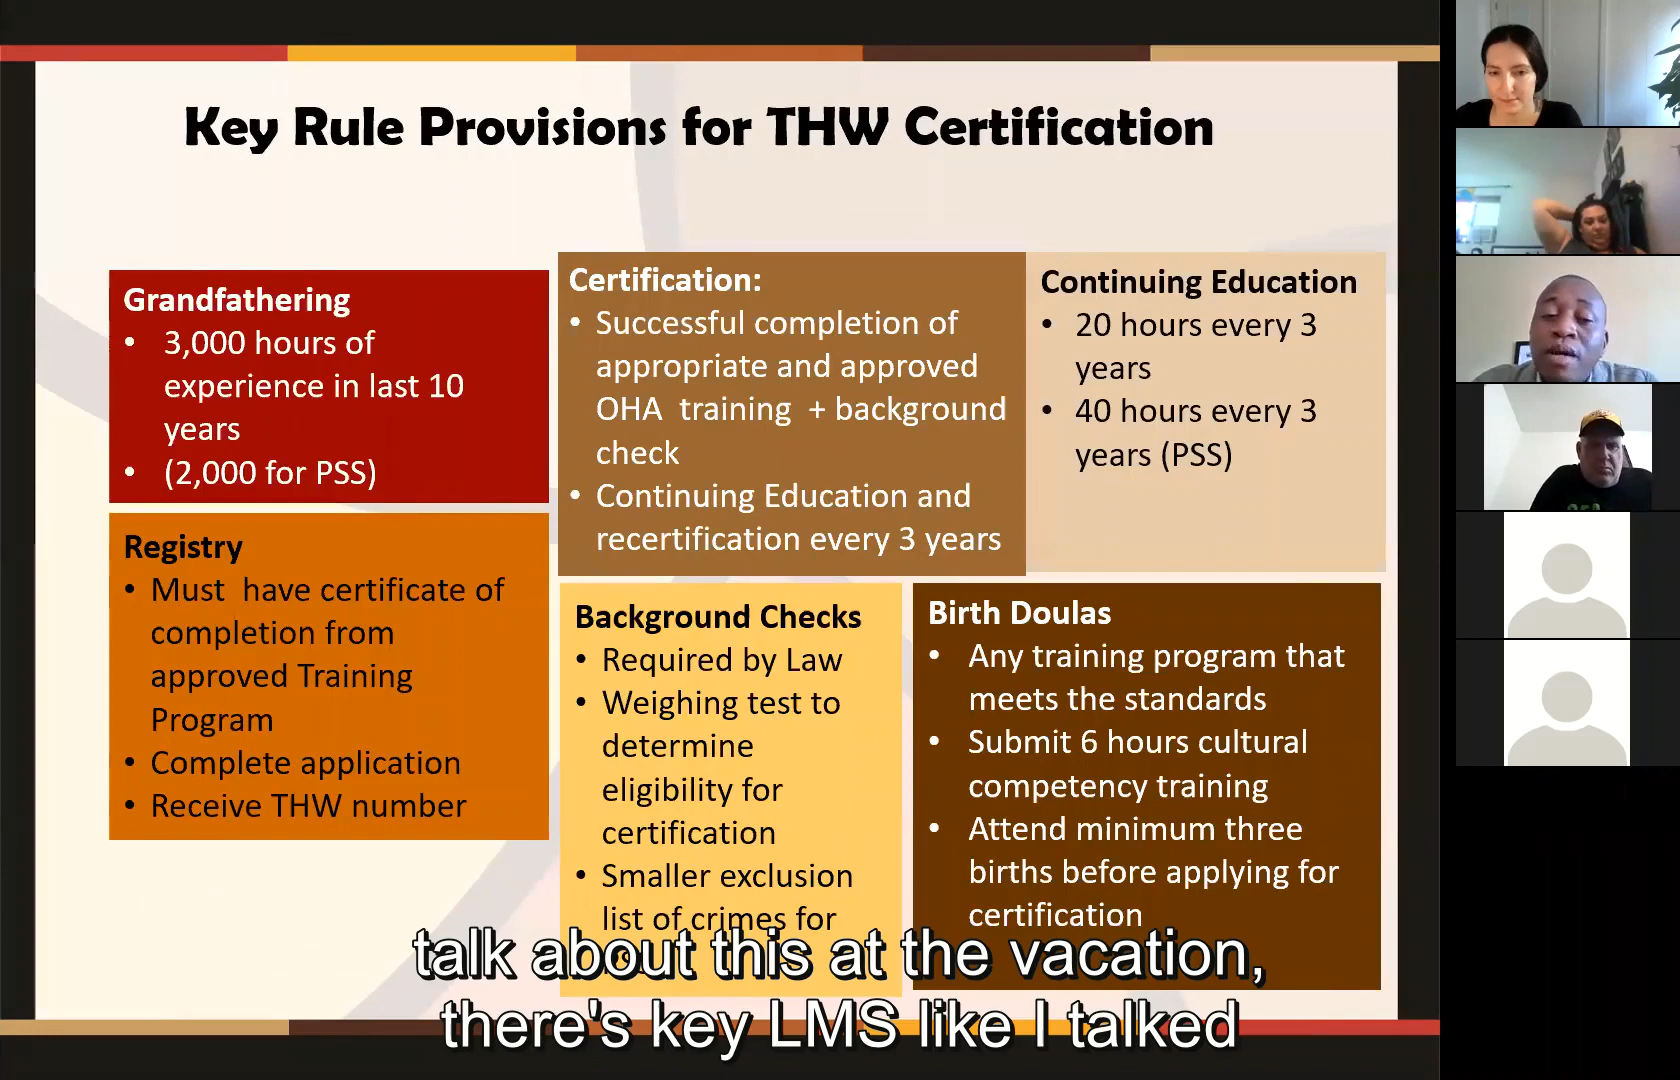 Key Rule Provisions for THW Certification
Grandfathering
• 3,000 hours of
experience in last 10
years
• (2,000 for PSS)
Certification:
• Successful completion of
appropriate and approved
OHA training + background
check
• Continuing Education and
recertification every 3 years
Continuing Education
• 20 hours every 3
years
• 40 hours every 3
years (PSS)
Registry
• Must have certificate of
completion from
approved Training
Program
• Complete application
• Receive THW number
Background Checks
• Required by Law
• Weighing test to
determine
eligibility for
certification
• Smaller exclusion
list of crimes for
Birth Doulas
• Any training program that
meets the standards
• Submit 6 hours cultural
competency training
• Attend minimum three
births before applying for
certification
talk about this at the vacation,
there's key LMS like I talked